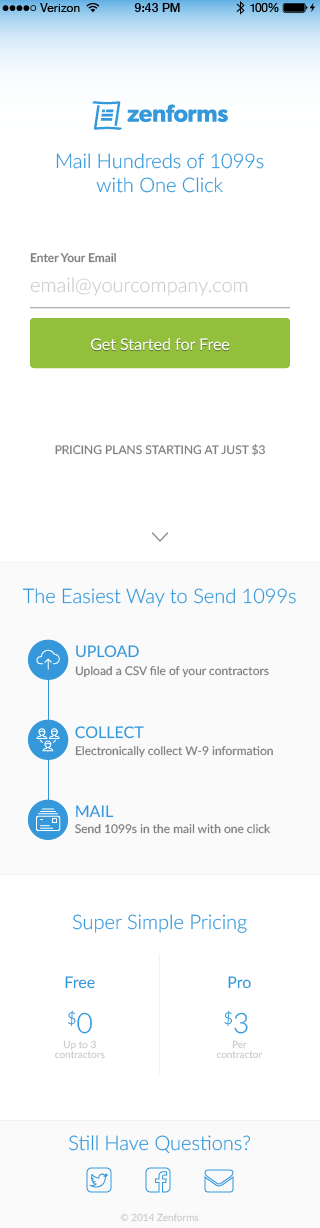 Verizon 9:43 PM 100%
zenforms
Mail Hundreds of 1099s
with One Click
Enter Your Email
email@yourcompany.com
Get Started for Free
PRICING PLANS STARTING AT JUST $3
The Easiest Way to Send 1099s
UPLOAD
Upload a CSV file of your contractors
COLLECT
Electronically collect W-9 information
MAIL
Send 1099s in the mail with one click
Super Simple Pricing
Free
$0
Up to 3
contractors
Pro
$3
Per
contractor
Still Have Questions?
© 2014 Zenforms